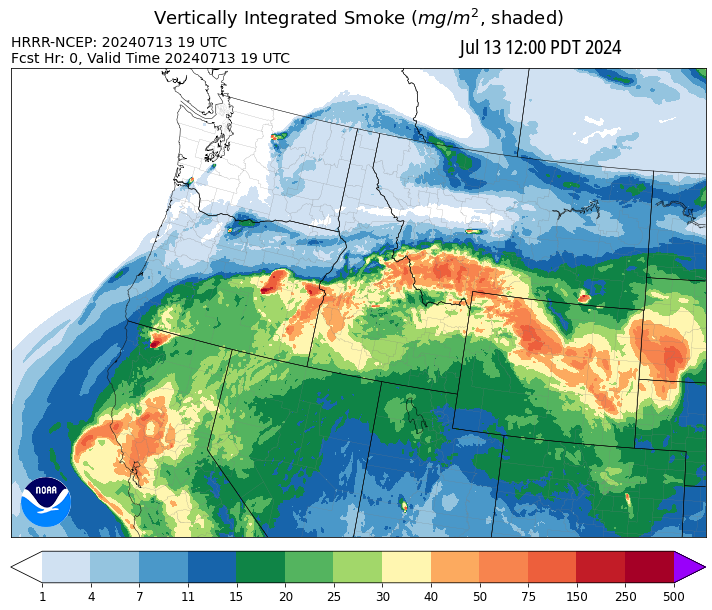 Vertically Integrated Smoke (mg/m², shaded)
HRRR-NCEP: 20240713 19 UTC
Fcst Hr: 0, Valid Time 20240713 19 UTC
Jul 13 12:00 PDT 2024
NOAA
1 4 7 11 15 20 25 30 40 50 75 150 250 500